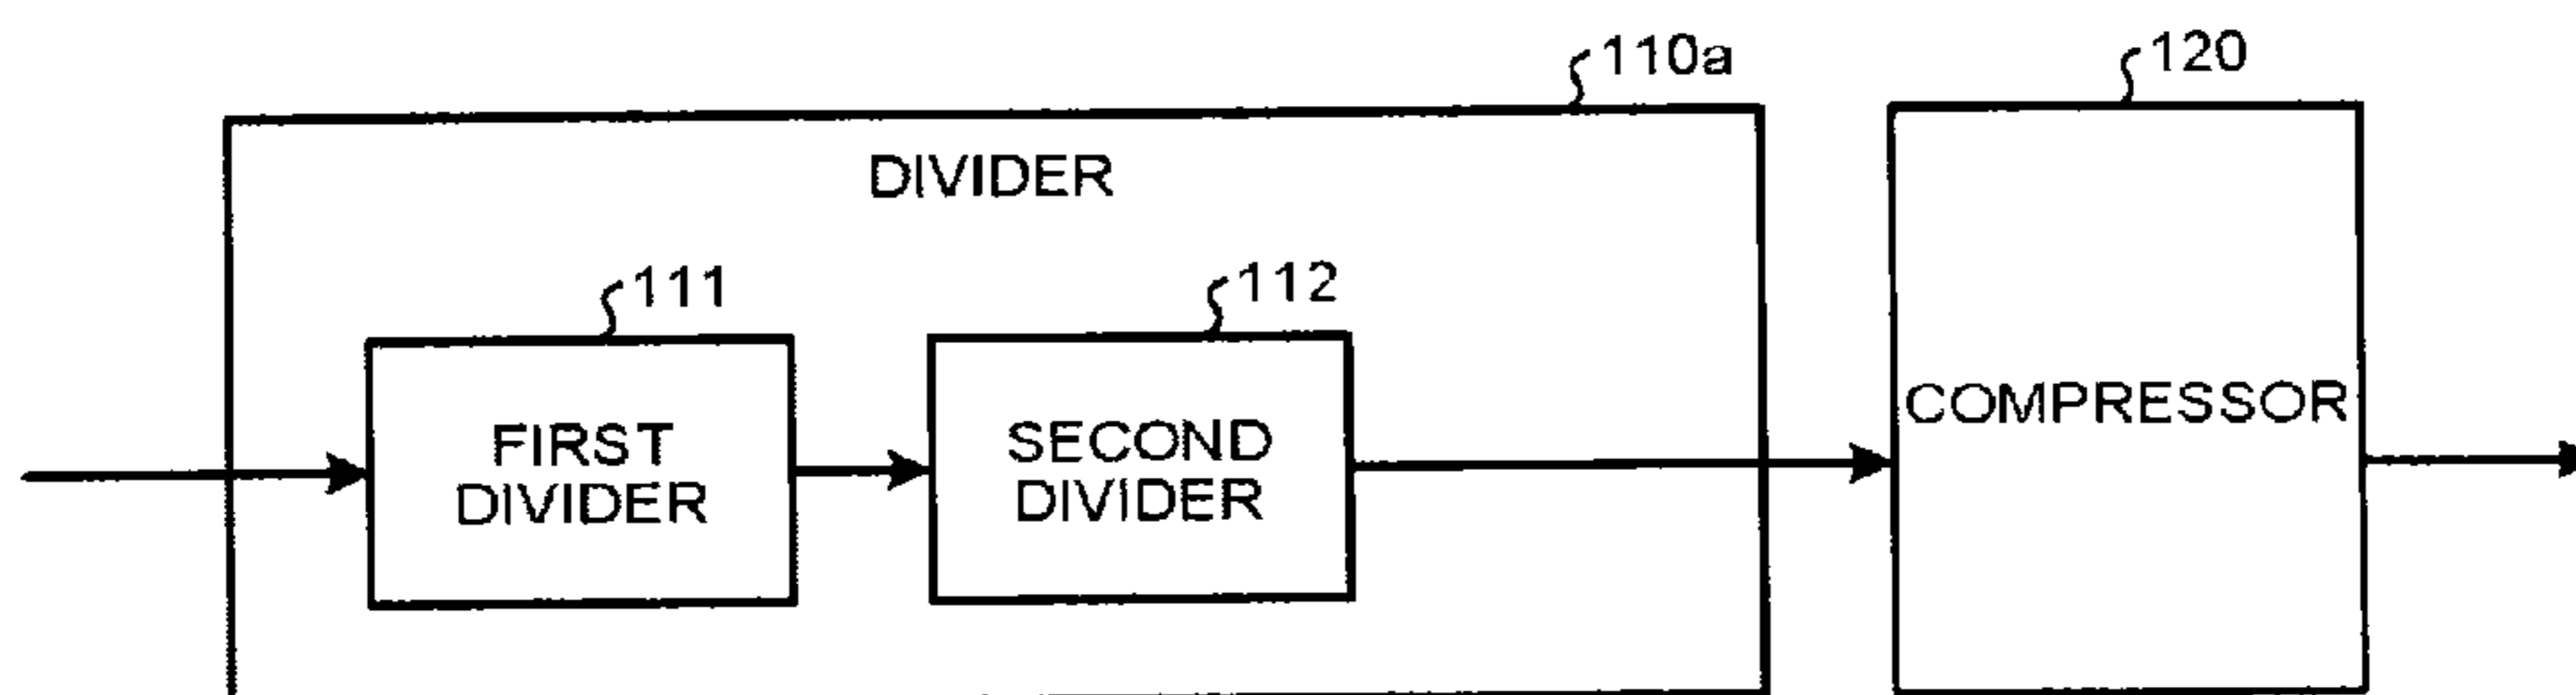 110a
120
DIVIDER
111
112
FIRST
DIVIDER
SECOND
DIVIDER
COMPRESSOR